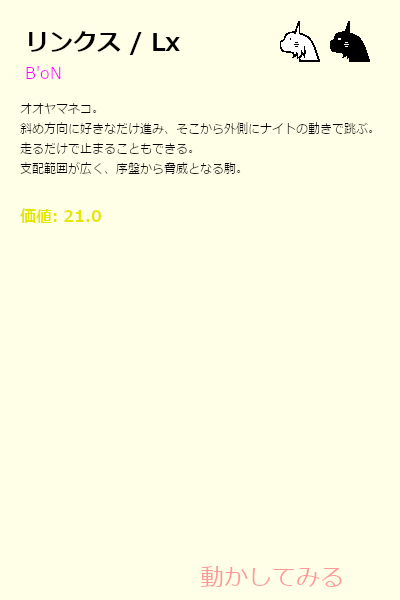 リンクス / Lx
B'oN
オオヤマネコ。
斜め方向に好きなだけ進み、そこから外側にナイトの動きで跳ぶ。
走るだけで止まることもできる。
支配範囲が広く、序盤から脅威となる駒。
価値: 21.0
動かしてみる